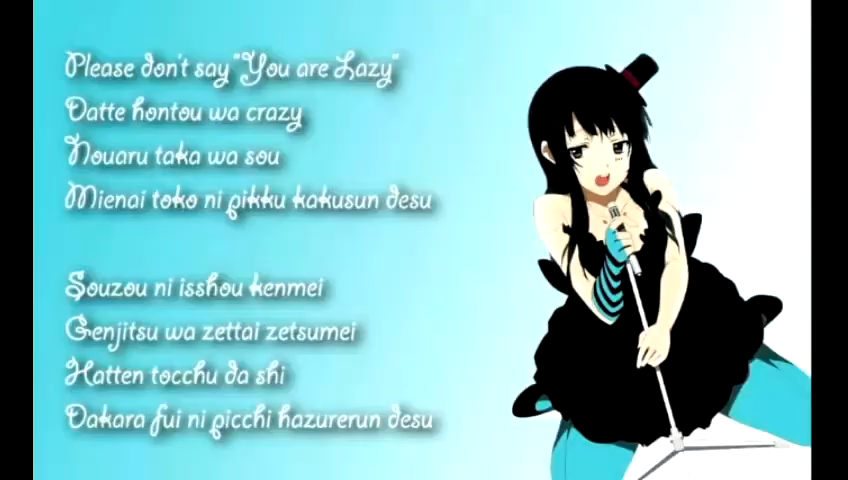 Please don't say "You are Lazy"
Datte hontou wa crazy
Nouaru taka wa sou
Mienai toko ni pikku kakusun desu
Souzou ni isshou kenmei
Genjitsu wa zettai zetsumei
Hatten tocchu da shi
Dakara fui ni picchi hazurerun desu